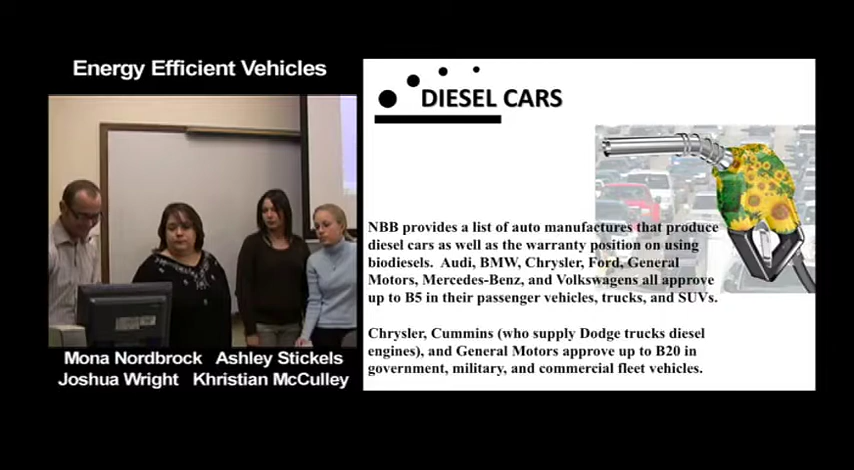 Energy Efficient Vehicles
DIESEL CARS
NBB provides a list of auto manufactures that produce
diesel cars as well as the warranty position on using
biodiesels. Audi, BMW, Chrysler, Ford, General
Motors, Mercedes-Benz, and Volkswagens all approve
up to B5 in their passenger vehicles, trucks, and SUVs.
Chrysler, Cummins (who supply Dodge trucks diesel
engines), and General Motors approve up to B20 in
government, military, and commercial fleet vehicles.
Mona Nordbrock Ashley Stickels
Joshua Wright Khristian McCulley